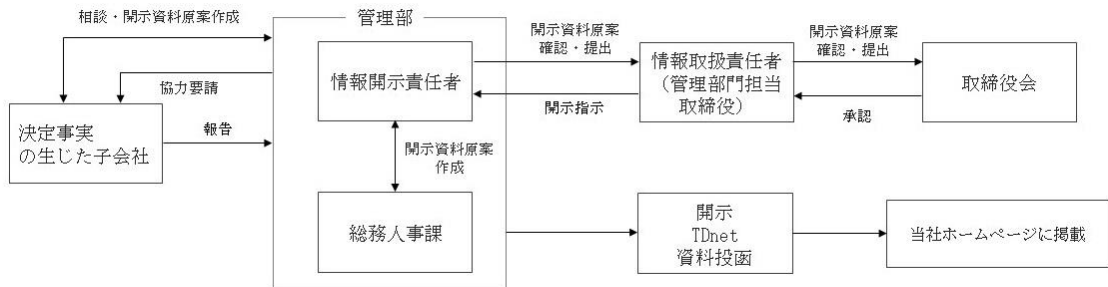 相談・開示資料原案作成
協力要請
決定事実
の生じた子会社
報告
管理部
情報開示責任者
開示資料原案
作成
総務人事課
開示資料原案
確認・提出
開示指示
情報取扱責任者
（管理部門担当
取締役）
開示資料原案
確認・提出
承認
取締役会
開示
TDnet
資料投函
当社ホームページに掲載